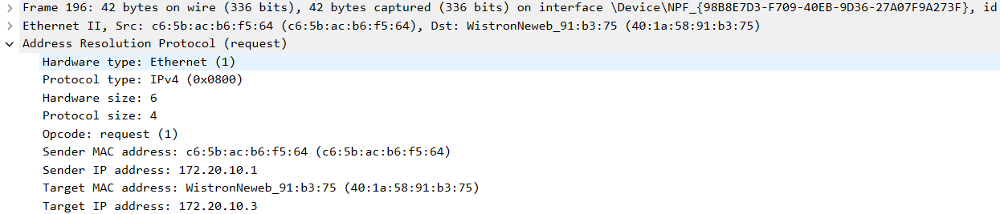 Frame 196: 42 bytes on wire (336 bits), 42 bytes captured (336 bits) on interface \Device\NPF_{98B8E7D3-F709-40EB-9D36-27A07F9A273F}, id
Ethernet II, Src: c6:5b:ac:b6:f5:64 (c6:5b:ac:b6:f5:64), Dst: WistronNeweb_91:b3:75 (40:1a:58:91:b3:75)
Address Resolution Protocol (request)
Hardware type: Ethernet (1)
Protocol type: IPv4 (0x0800)
Hardware size: 6
Protocol size: 4
Opcode: request (1)
Sender MAC address: c6:5b:ac:b6:f5:64 (c6:5b:ac:b6:f5:64)
Sender IP address: 172.20.10.1
Target MAC address: WistronNeweb_91:b3:75 (40:1a:58:91:b3:75)
Target IP address: 172.20.10.3